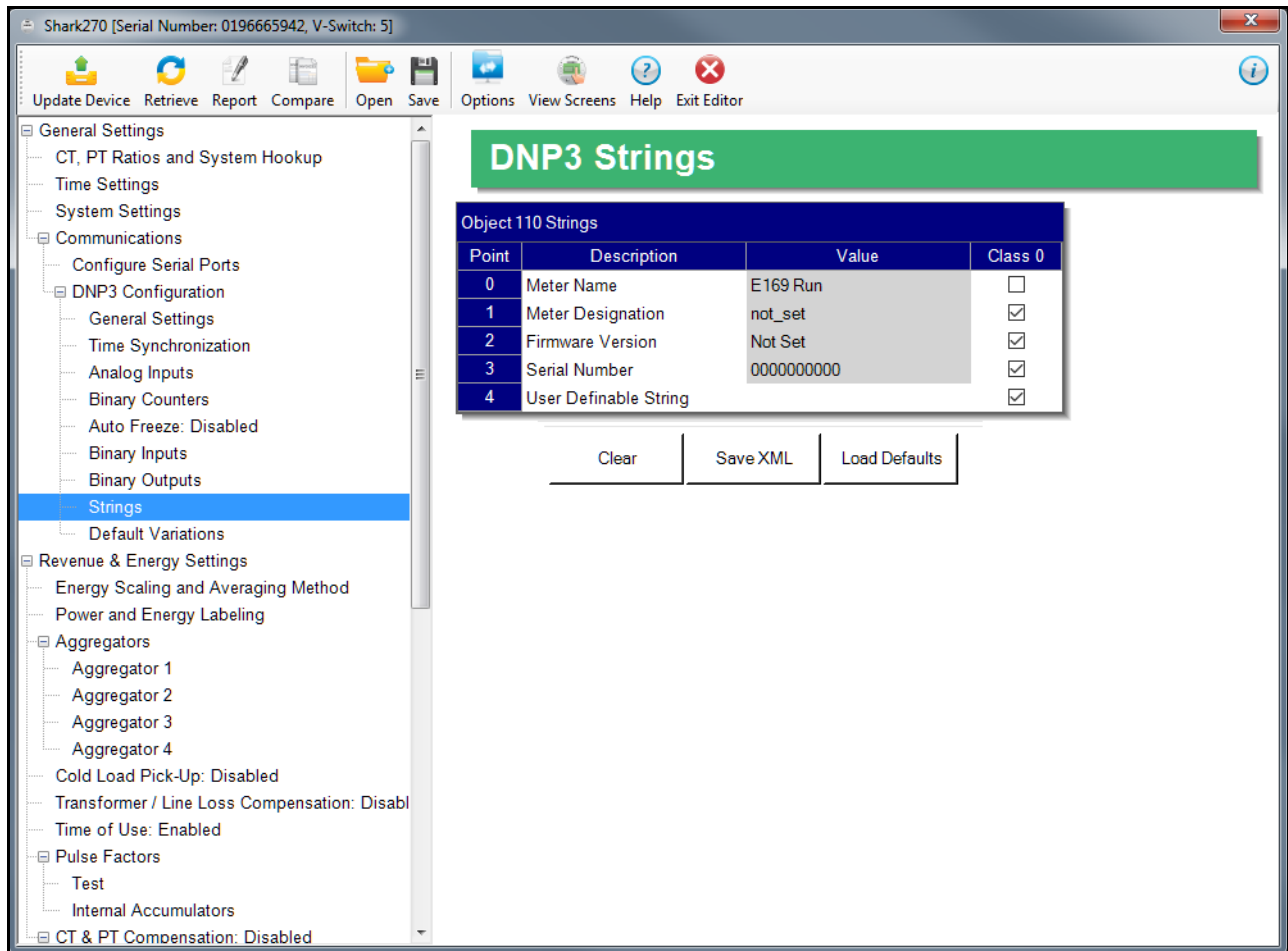 Shark270 [Serial Number: 0196665942, V-Switch: 5]
Update Device Retrieve Report Compare Open Save Options View Screens Help Exit Editor
General Settings
CT, PT Ratios and System Hookup
Time Settings
System Settings
Communications
Configure Serial Ports
DNP3 Configuration
General Settings
Time Synchronization
Analog Inputs
Binary Counters
Auto Freeze: Disabled
Binary Inputs
Binary Outputs
Strings
Default Variations
Revenue & Energy Settings
Energy Scaling and Averaging Method
Power and Energy Labeling
Aggregators
Aggregator 1
Aggregator 2
Aggregator 3
Aggregator 4
Cold Load Pick-Up: Disabled
Transformer / Line Loss Compensation: Disabl
Time of Use: Enabled
Pulse Factors
Test
Internal Accumulators
CT & PT Compensation: Disabled
DNP3 Strings
Object 110 Strings
Point Description Value Class 0
0 Meter Name E169 Run
1 Meter Designation not_set
2 Firmware Version Not Set
3 Serial Number 0000000000
4 User Definable String
Clear Save XML Load Defaults